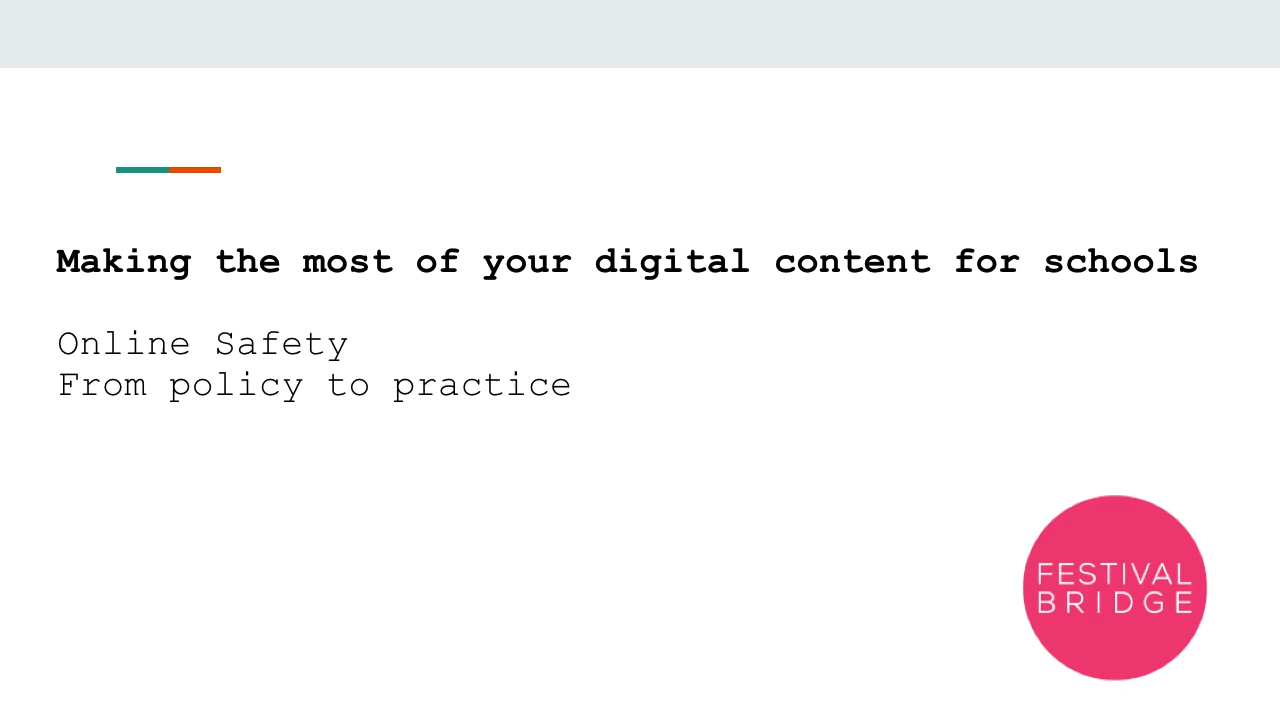 Making the most of your digital content for schools
Online Safety
From policy to practice
FESTIVAL
BRIDGE